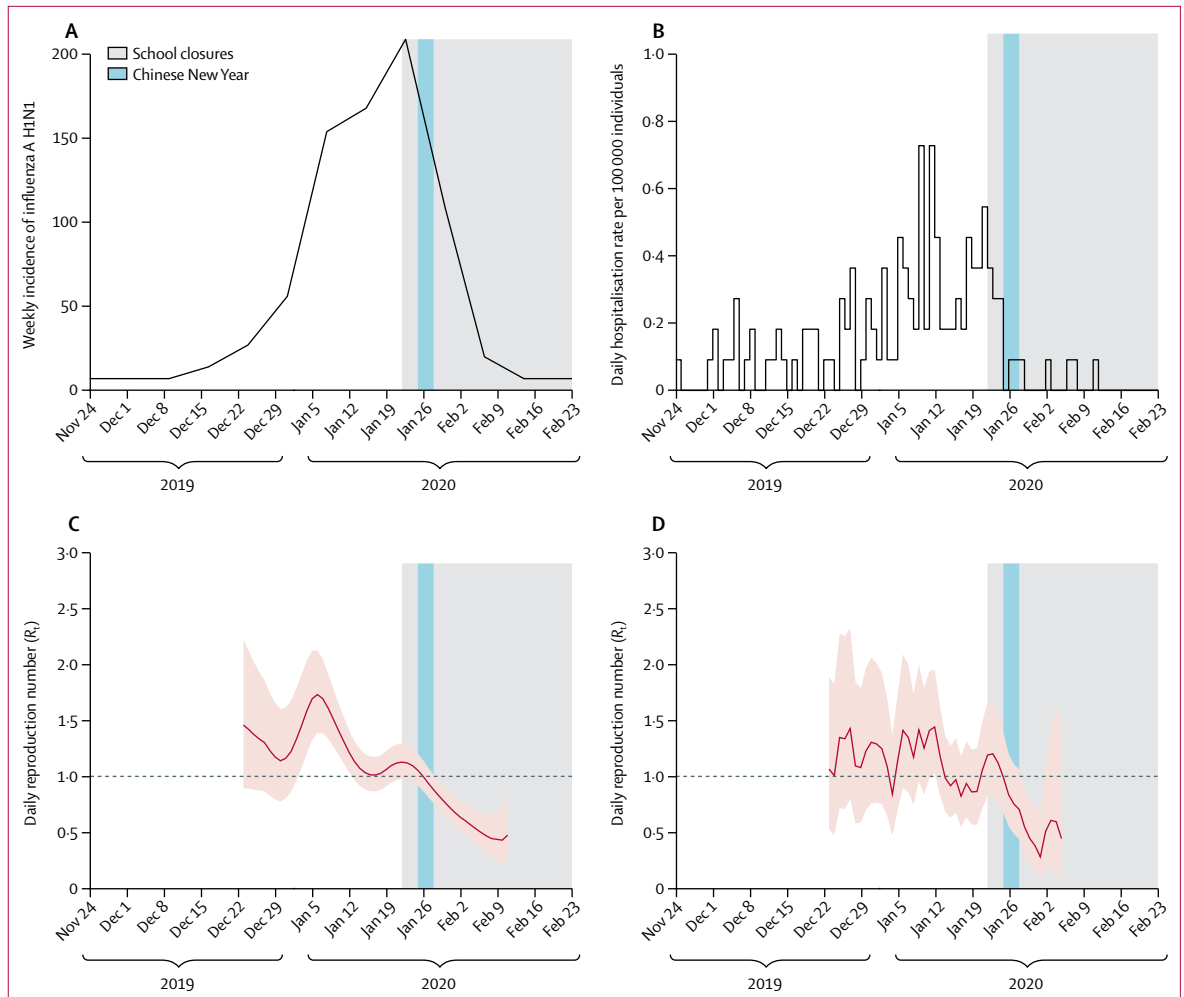 A
School closures
Chinese New Year
Weekly incidence of influenza A H1N1
200
150
100
50
0
Nov 24
Dec 1
Dec 8
Dec 15
Dec 22
Dec 29
Jan 5
Jan 12
Jan 19
Jan 26
Feb 2
Feb 9
Feb 16
Feb 23
2019
2020
B
Daily hospitalisation rate per 100 000 individuals
1·0
0·8
0·6
0·4
0·2
0
Nov 24
Dec 1
Dec 8
Dec 15
Dec 22
Dec 29
Jan 5
Jan 12
Jan 19
Jan 26
Feb 2
Feb 9
Feb 16
Feb 23
2019
2020
C
Daily reproduction number (Rt)
3·0
2·5
2·0
1·5
1·0
0·5
0
Nov 24
Dec 1
Dec 8
Dec 15
Dec 22
Dec 29
Jan 5
Jan 12
Jan 19
Jan 26
Feb 2
Feb 9
Feb 16
Feb 23
2019
2020
D
Daily reproduction number (Rt)
3·0
2·5
2·0
1·5
1·0
0·5
0
Nov 24
Dec 1
Dec 8
Dec 15
Dec 22
Dec 29
Jan 5
Jan 12
Jan 19
Jan 26
Feb 2
Feb 9
Feb 16
Feb 23
2019
2020